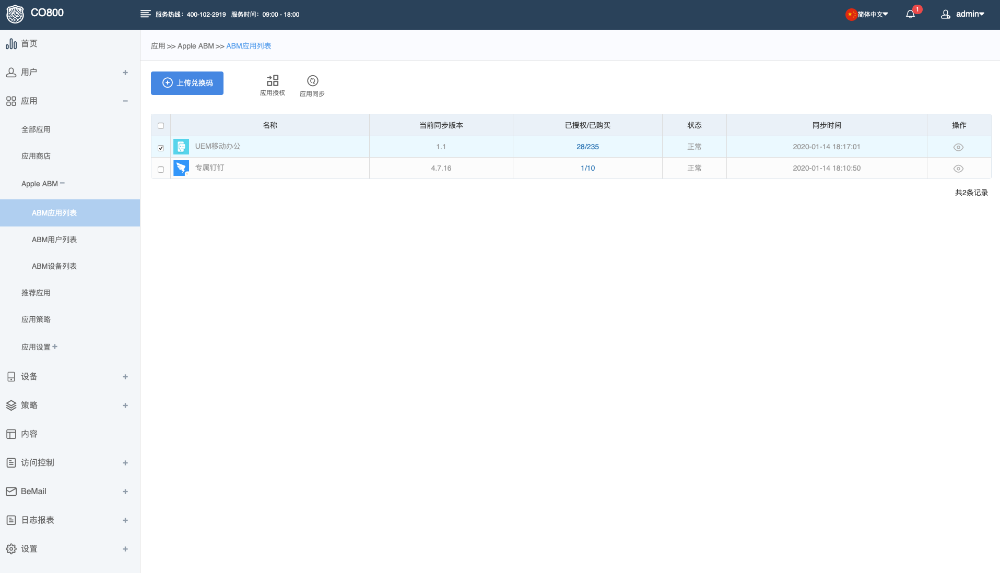 CO800
服务热线：400-102-2919 服务时间：09:00 - 18:00
简体中文
1
admin
首页
用户
应用
全部应用
应用商店
Apple ABM
ABM应用列表
ABM用户列表
ABM设备列表
推荐应用
应用策略
应用设置
设备
策略
内容
访问控制
BeMail
日志报表
设置
应用 >> Apple ABM >> ABM应用列表
上传兑换码
应用授权
应用同步
名称 当前同步版本 已授权/已购买 状态 同步时间 操作
UEM移动办公 1.1 28/235 正常 2020-01-14 18:17:01
专属钉钉 4.7.16 1/10 正常 2020-01-14 18:10:50
共2条记录